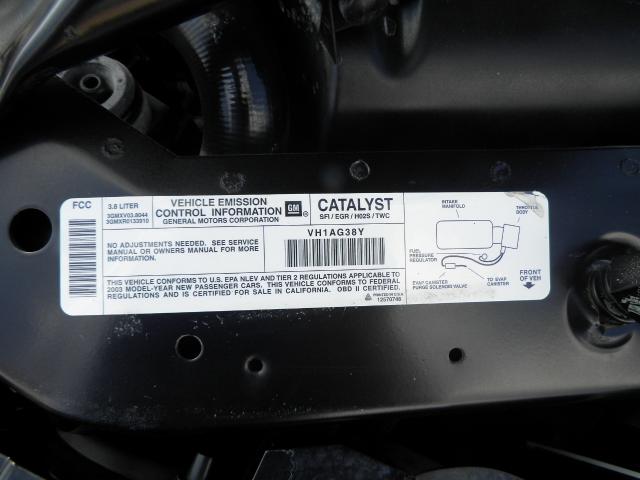 FCC
3.8 LITER
3GMXV03.8044
3GMXR0133910
VEHICLE EMISSION
CONTROL INFORMATION
GENERAL MOTORS CORPORATION
GM
CATALYST
SFI / EGR / HO2S / TWC
VH1AG38Y
NO ADJUSTMENTS NEEDED. SEE SERVICE
MANUAL OR OWNERS MANUAL FOR MORE
INFORMATION.
THIS VEHICLE CONFORMS TO U.S. EPA NLEV AND TIER 2 REGULATIONS APPLICABLE TO
2003 MODEL-YEAR NEW PASSENGER CARS. THIS VEHICLE CONFORMS TO FEDERAL
REGULATIONS AND IS CERTIFIED FOR SALE IN CALIFORNIA. OBD II CERTIFIED.
PRINTED IN U.S.A.
12570746
INTAKE
MANIFOLD
THROTTLE
BODY
FUEL
PRESSURE
REGULATOR
EVAP CANISTER
PURGE SOLENOID VALVE
TO EVAP
CANISTER
FRONT
OF VEH